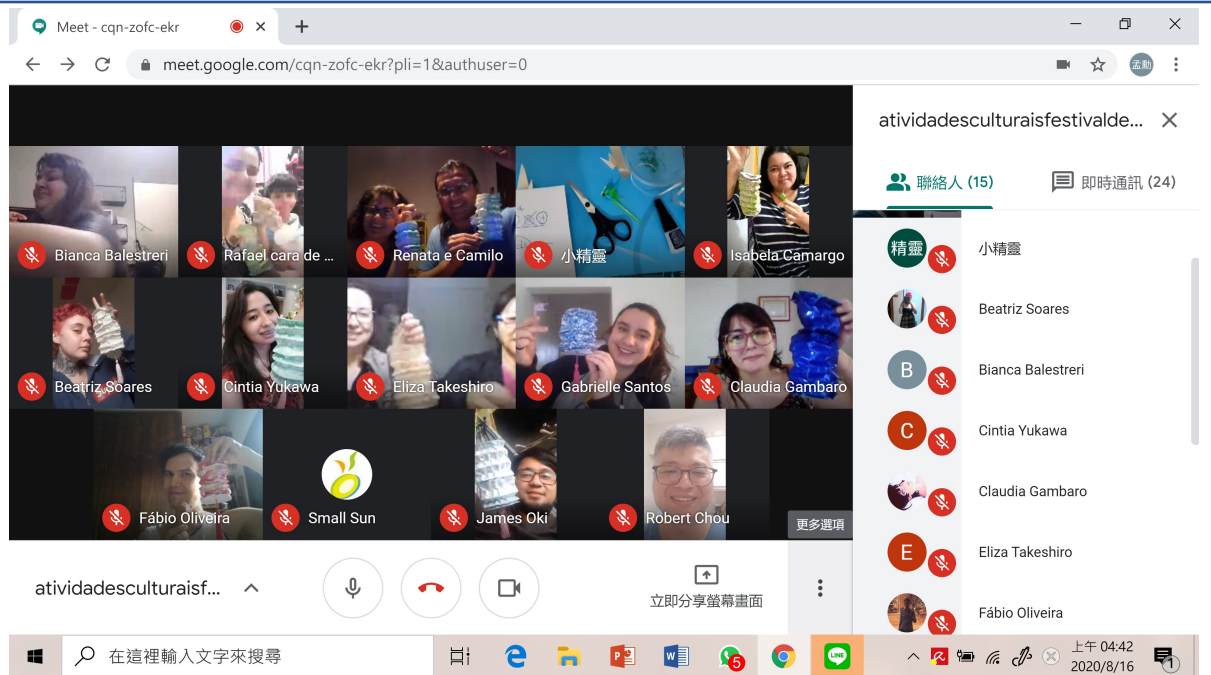 Meet - cqn-zofc-ekr
meet.google.com/cqn-zofc-ekr?pli=1&authuser=0
孟勳
atividadesculturaisfestivalde...
聯絡人 (15)
即時通訊 (24)
Bianca Balestreri
Rafael cara de ...
Renata e Camilo
小精靈
Isabela Camargo
Beatriz Soares
Cintia Yukawa
Eliza Takeshiro
Gabrielle Santos
Claudia Gambaro
Fábio Oliveira
Small Sun
James Oki
Robert Chou
更多選項
精靈
小精靈
Beatriz Soares
B
Bianca Balestreri
C
Cintia Yukawa
Claudia Gambaro
E
Eliza Takeshiro
Fábio Oliveira
atividadesculturaisf...
立即分享螢幕畫面
在這裡輸入文字來搜尋
6
LINE
上午 04:42
2020/8/16
1